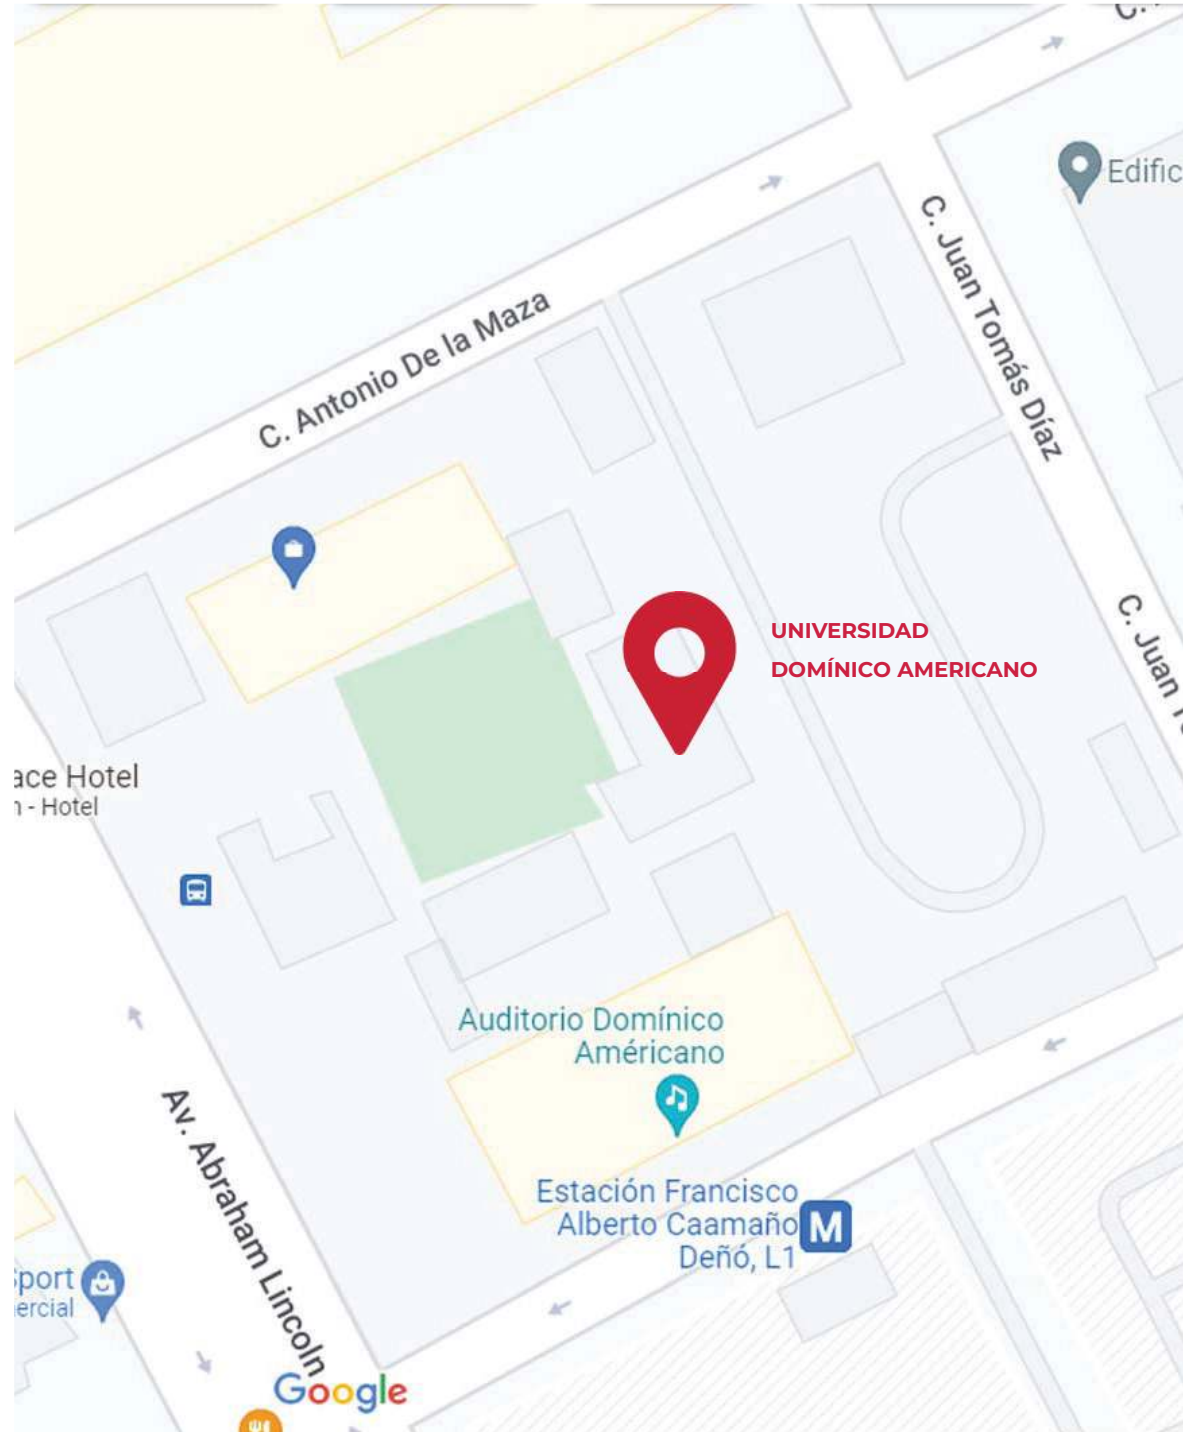 Edific
C. Juan Tomás Díaz
C. Antonio De la Maza
C. Juan
UNIVERSIDAD
DOMÍNICO AMERICANO
ace Hotel
- Hotel
Auditorio Domínico
Américano
Av. Abraham Lincoln
Estación Francisco
Alberto Caamaño
Deñó, L1
M
port
ercial
Google